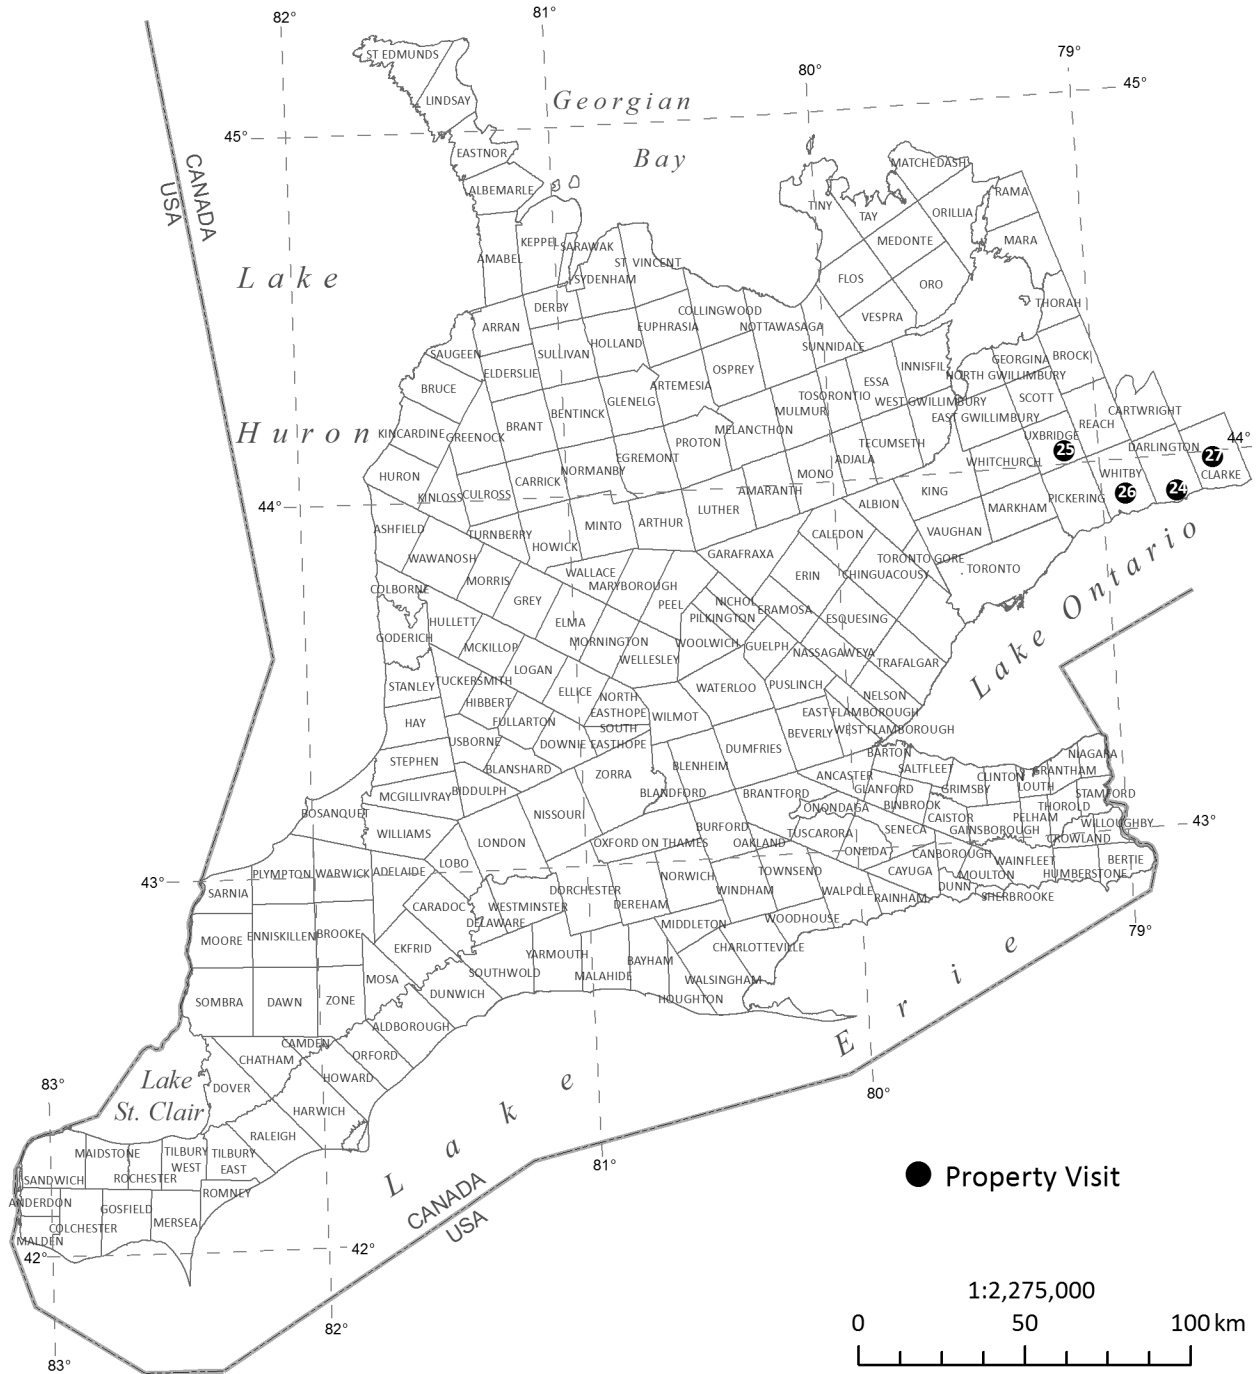 82°
81°
79°
80°
45°
ST EDMUNDS
LINDSAY
Georgian
Bay
45°
EASTNOR
ALBEMARLE
MATCHEDASH
RAMA
CANADA
USA
TINY
TAY
ORILLIA
MARA
MEDONTE
KEPPEL
SARAWAK
AMABEL
ST VINCENT
SYDENHAM
FLOS
ORO
Lake
DERBY
THORAH
COLLINGWOOD
VESPRA
ARRAN
EUPHRASIA
NOTTAWASAGA
HOLLAND
SUNNIDALE
SAUGEEN
SULLIVAN
GEORGINA
BROCK
ELDERSLIE
OSPREY
INNISFIL
NORTH GWILLIMBURY
BRUCE
ARTEMESIA
ESSA
TOSORONTIO
SCOTT
GLENELG
WEST GWILLIMBURY
BENTINCK
MULMUR
CARTWRIGHT
EAST GWILLIMBURY
REACH
Huron
KINCARDINE
GREENOCK
BRANT
PROTON
MELANCTHON
TECUMSETH
UXBRIDGE
44°
EGREMONT
ADJALA
25
DARLINGTON
27
HURON
NORMANBY
MONO
WHITCHURCH
WHITBY
CLARKE
CARRICK
KINLOSS
CULROSS
AMARANTH
KING
26
24
44°
LUTHER
ALBION
MARKHAM
PICKERING
ASHFIELD
TURNBERRY
MINTO
ARTHUR
CALEDON
VAUGHAN
HOWICK
GARAFRAXA
TORONTO GORE
WAWANOSH
WALLACE
TORONTO
MORRIS
MARYBOROUGH
ERIN
CHINGUACOUSY
COLBORNE
GREY
PEEL
NICHOL
ERAMOSA
Lake Ontario
HULLETT
ELMA
PILKINGTON
ESQUESING
GODERICH
MCKILLOP
MORNINGTON
WOOLWICH
GUELPH
NASSAGAWEYA
WELLESLEY
TRAFALGAR
LOGAN
STANLEY
TUCKERSMITH
ELLICE
NORTH
EASTHOPE
WATERLOO
PUSLINCH
NELSON
HIBBERT
EAST FLAMBOROUGH
HAY
FULLARTON
WILMOT
SOUTH
EASTHOPE
WEST FLAMBOROUGH
BEVERLY
USBORNE
DOWNIE
DUMFRIES
BARTON
NIAGARA
STEPHEN
BLANSHARD
ZORRA
BLENHEIM
ANCASTER
SALTFLEET
CLINTON
GRANTHAM
LOUTH
MCGILLIVRAY
BIDDULPH
BLANDFORD
BRANTFORD
GLANFORD
GRIMSBY
STAMFORD
BOSANQUET
NISSOURI
ONONDAGA
BINBROOK
THOROLD
CAISTOR
PELHAM
WILLIAMS
BURFORD
TUSCARORA
SENECA
GAINSBOROUGH
WILLOUGHBY
43°
LONDON
OXFORD ON THAMES
OAKLAND
CROWLAND
ONEIDA
CANBOROUGH
LOBO
WAINFLEET
BERTIE
43°
PLYMPTON
WARWICK
ADELAIDE
NORWICH
TOWNSEND
CAYUGA
MOULTON
HUMBERSTONE
SARNIA
DORCHESTER
WINDHAM
WALPOLE
DUNN
RAINHAM
SHERBROOKE
CARADOC
WESTMINSTER
DEREHAM
DELAWARE
MIDDLETON
WOODHOUSE
79°
MOORE
ENNISKILLEN
BROOKE
EKFRID
CHARLOTTEVILLE
YARMOUTH
BAYHAM
SOUTHWOLD
MALAHIDE
WALSINGHAM
MOSA
DUNWICH
HOUGHTON
SOMBRA
DAWN
ZONE
ALDBOROUGH
CAMDEN
CHATHAM
ORFORD
HOWARD
Lake Erie
DOVER
Lake
St. Clair
83°
80°
HARWICH
RALEIGH
MAIDSTONE
TILBURY
WEST
TILBURY
EAST
81°
SANDWICH
ROCHESTER
ROMNEY
ANDERDON
GOSFIELD
MERSEA
COLCHESTER
MALDEN
42°
42°
CANADA
USA
82°
83°
Property Visit
1:2,275,000
0 50 100 km